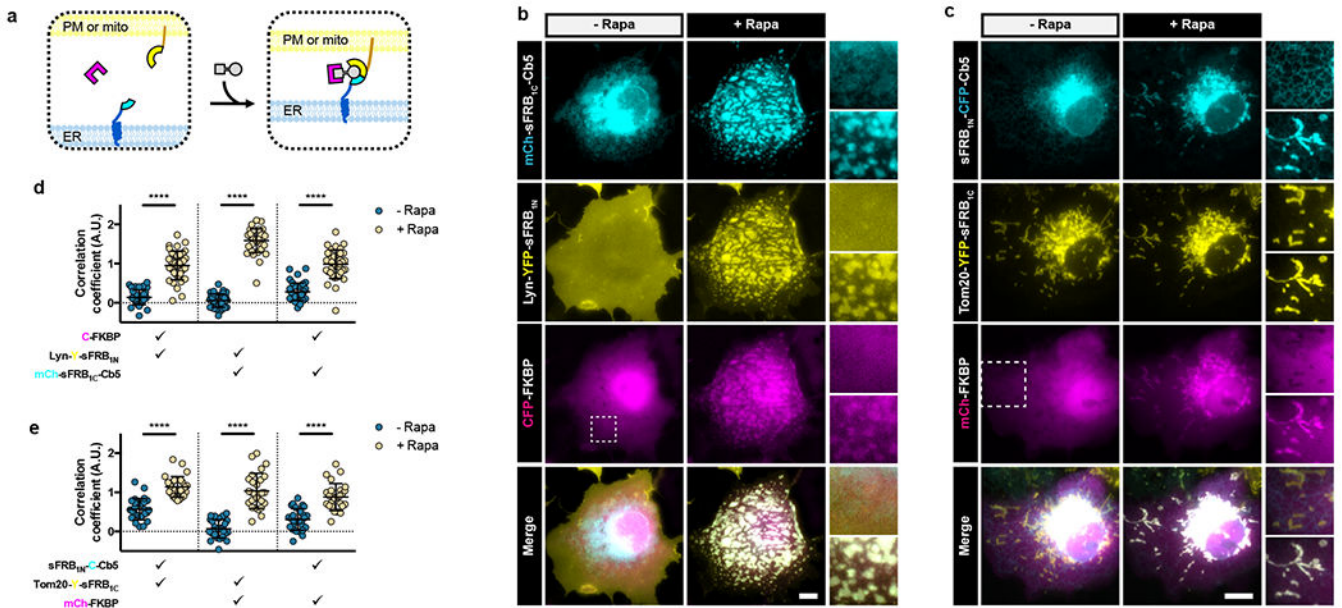 a
PM or mito
ER
PM or mito
ER
b
- Rapa
+ Rapa
mCh-sFRB1C-Cb5
Lyn-YFP-sFRB1N
CFP-FKBP
Merge
c
- Rapa
+ Rapa
sFRB1N-CFP-Cb5
Tom20-YFP-sFRB1C
mCh-FKBP
Merge
d
Correlation
coefficient (A.U.)
2
1
0
****
****
****
- Rapa
+ Rapa
C-FKBP ✓ ✓
Lyn-Y-sFRB1N ✓ ✓
mCh-sFRB1C-Cb5 ✓ ✓
e
Correlation
coefficient (A.U.)
2
1
0
****
****
****
- Rapa
+ Rapa
sFRB1N-C-Cb5 ✓ ✓
Tom20-Y-sFRB1C ✓ ✓
mCh-FKBP ✓ ✓